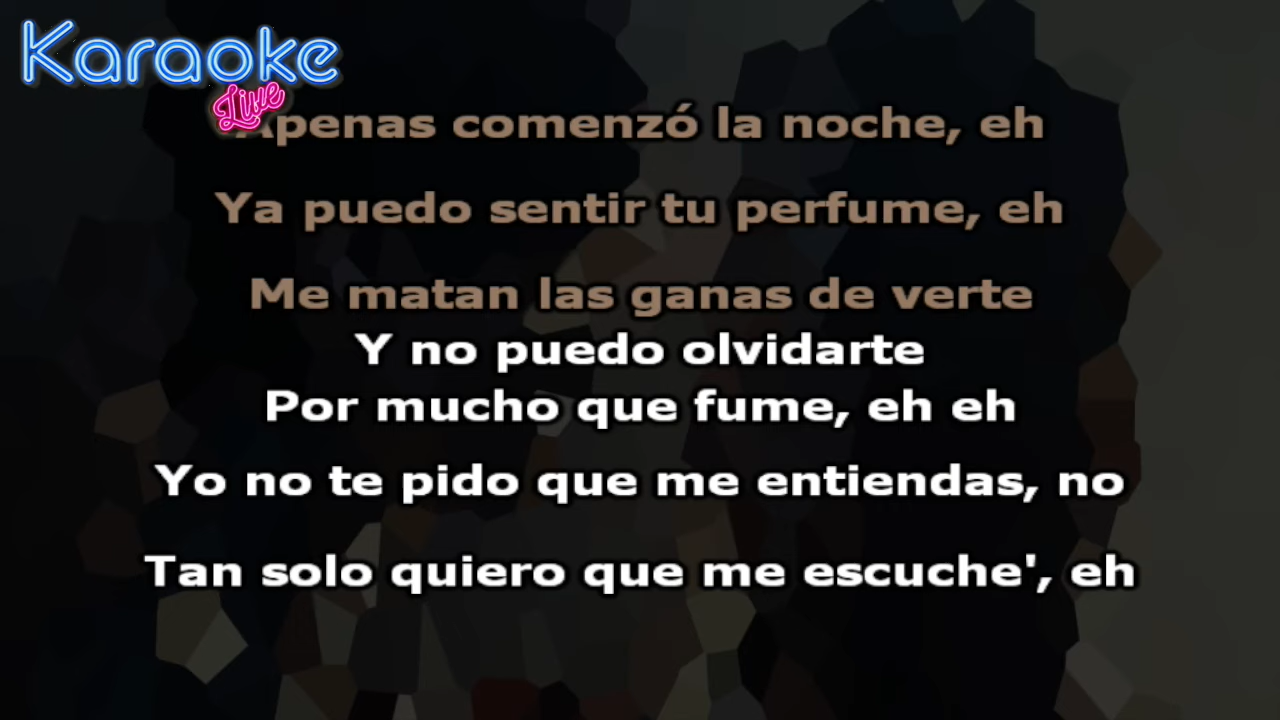 Karaoke
Live
Apenas comenzó la noche, eh
Ya puedo sentir tu perfume, eh
Me matan las ganas de verte
Y no puedo olvidarte
Por mucho que fume, eh eh
Yo no te pido que me entiendas, no
Tan solo quiero que me escuche', eh